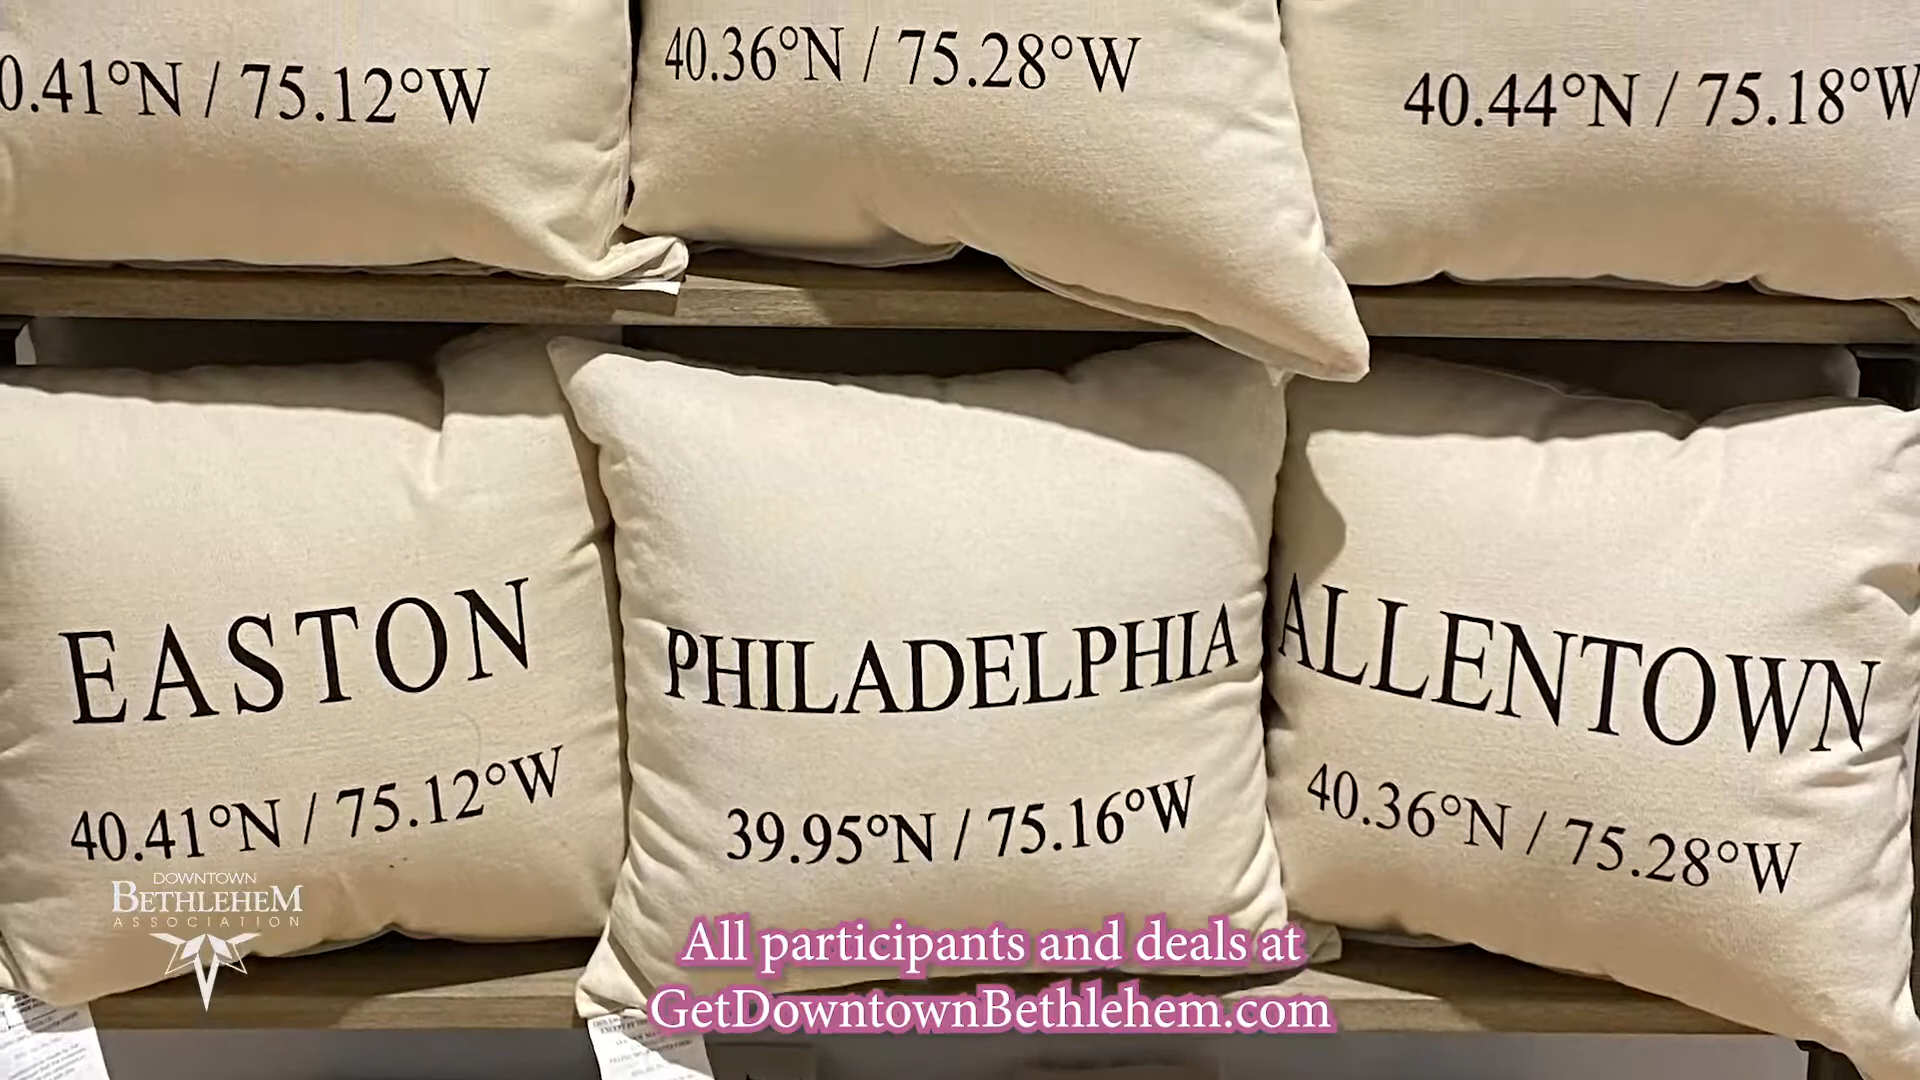 0.41°N / 75.12°W
40.36°N / 75.28°W
40.44°N / 75.18°W
EASTON
40.41°N / 75.12°W
PHILADELPHIA
39.95°N / 75.16°W
ALLENTOWN
40.36°N / 75.28°W
DOWNTOWN
BETHLEHEM
ASSOCIATION
All participants and deals at
GetDowntownBethlehem.com